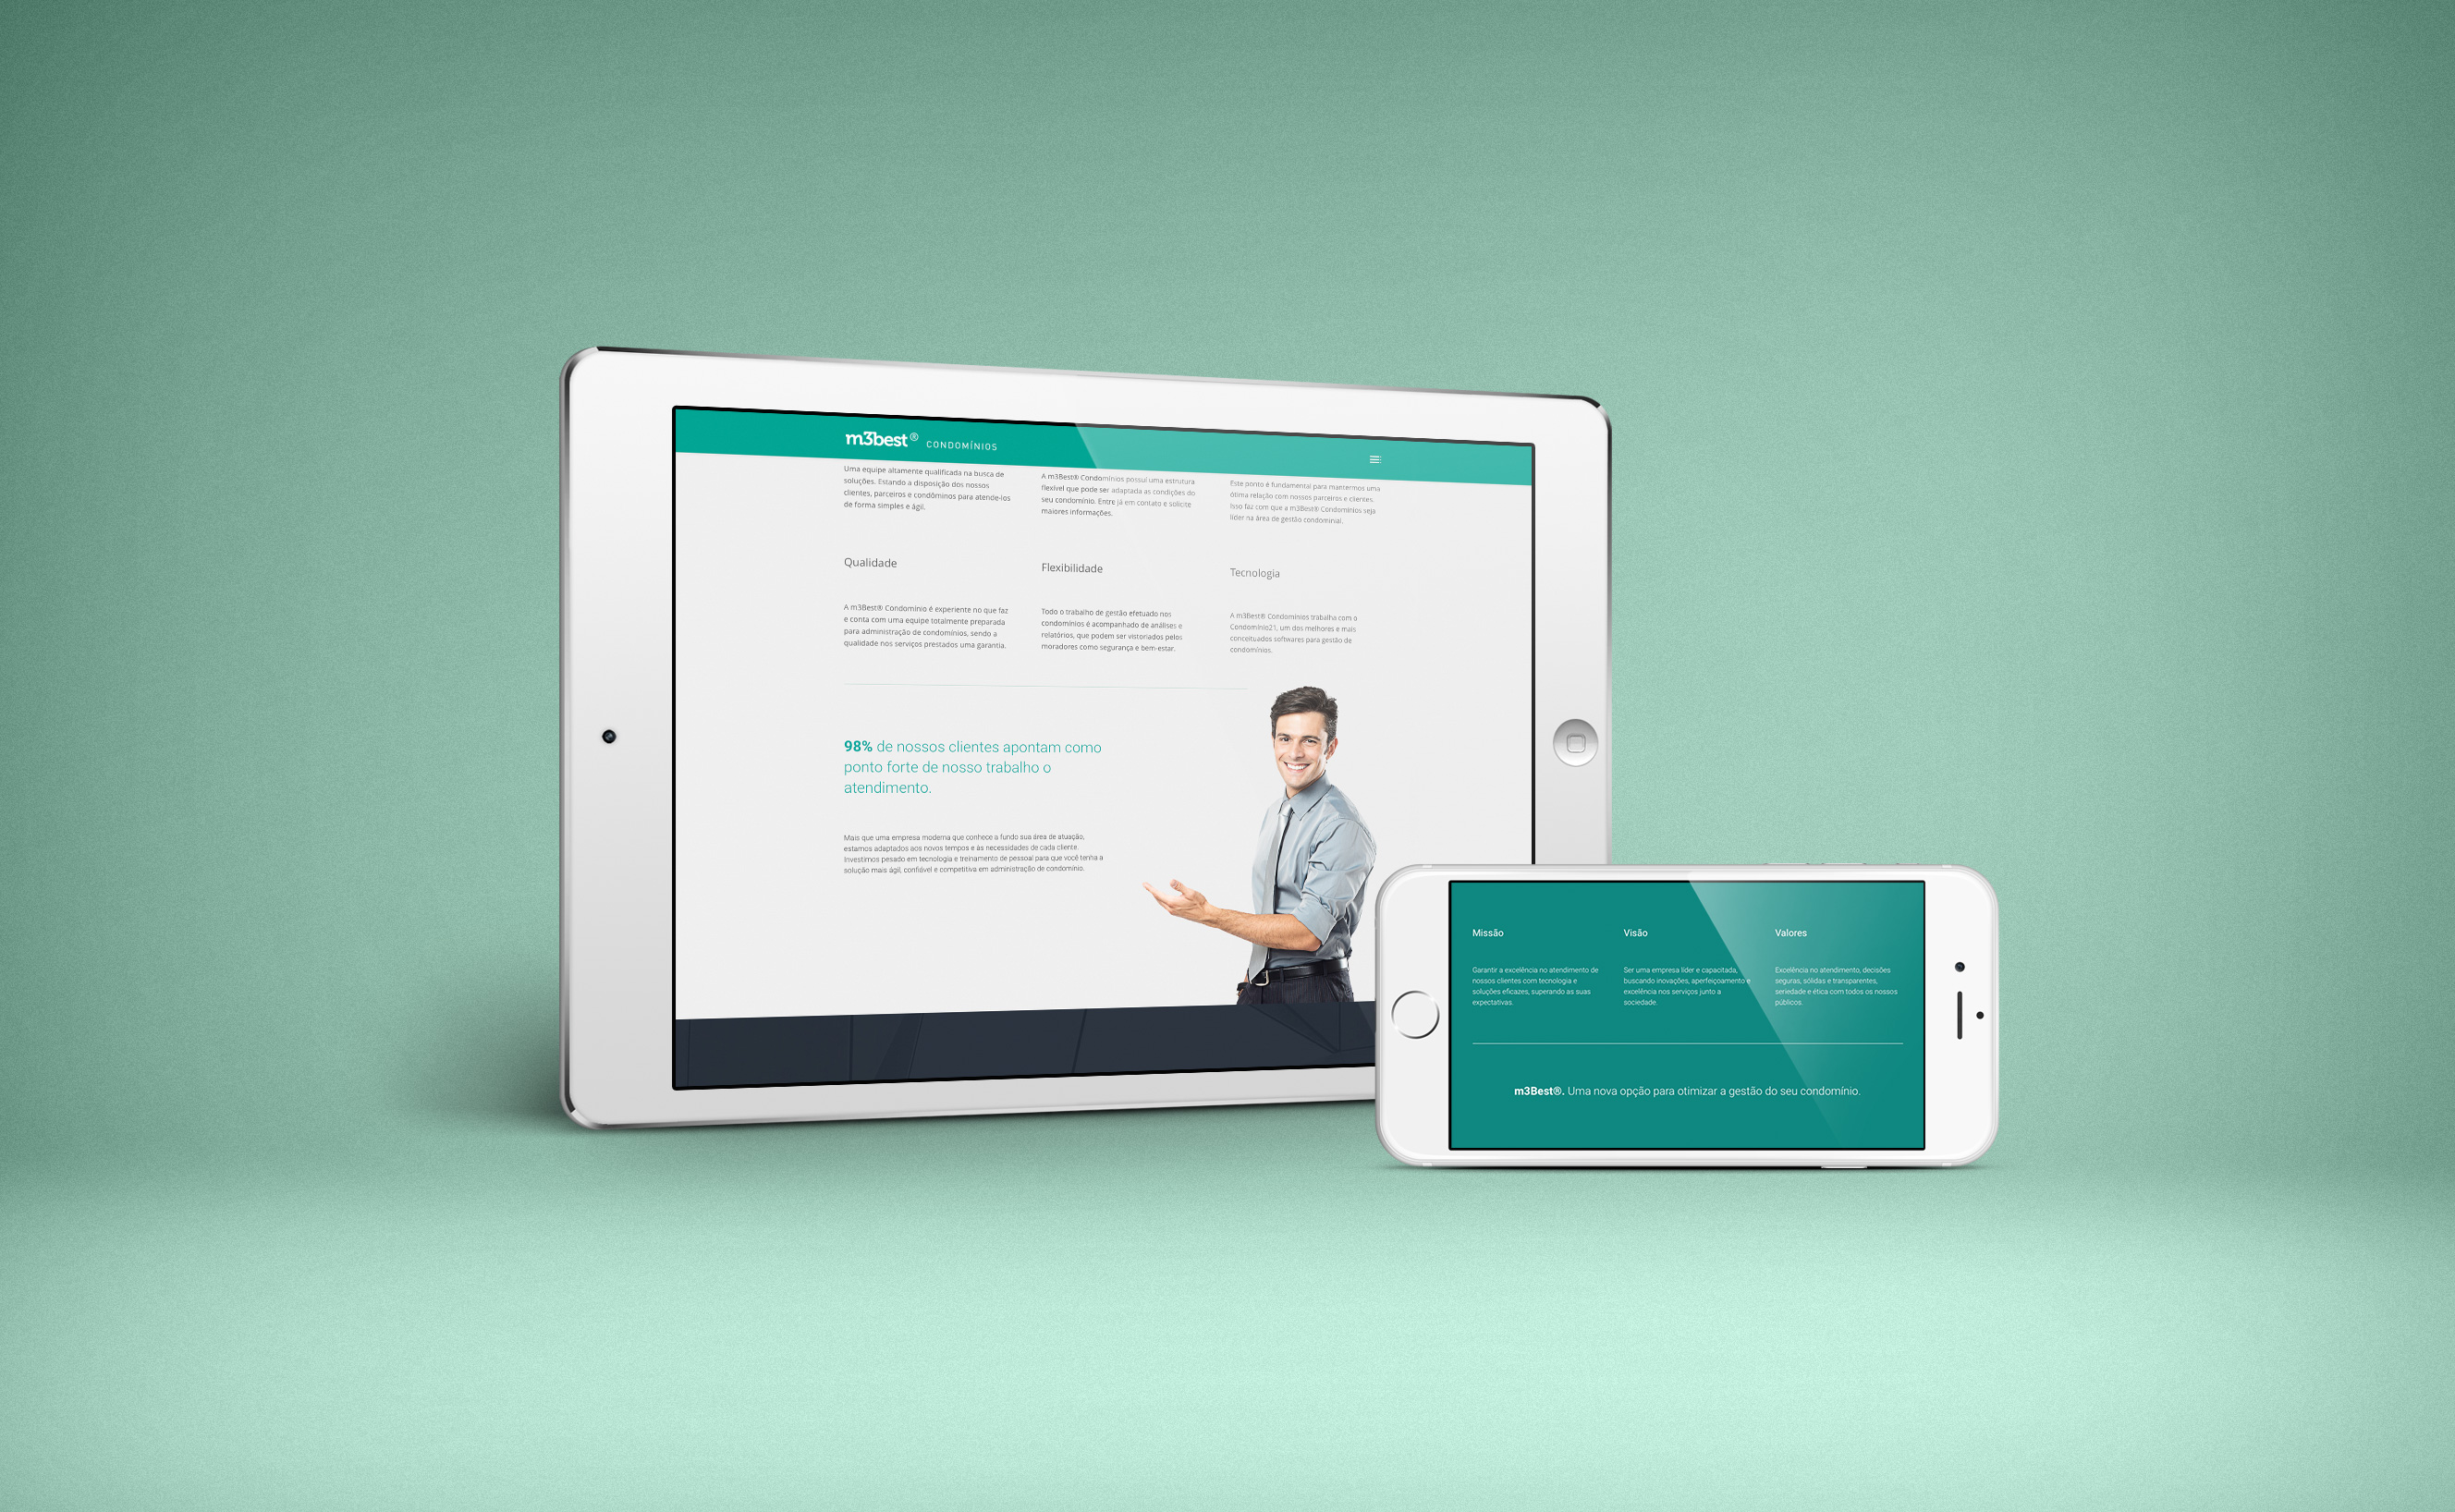 m3best® CONDOMÍNIOS
Uma equipe altamente qualificada na busca de
soluções. Estando a disposição dos nossos
clientes, parceiros e condôminos para atende-los
de forma simples e ágil.
A m3Best® Condomínios possuí uma estrutura
flexível que pode ser adaptada as condições do
seu condomínio. Entre já em contato e solicite
maiores informações.
Este ponto é fundamental para mantermos uma
ótima relação com nossos parceiros e clientes.
Isso faz com que a m3Best® Condomínios seja
líder na área de gestão condominial.
Qualidade
A m3Best® Condomínio é experiente no que faz
e conta com uma equipe totalmente preparada
para administração de condomínios, sendo a
qualidade nos serviços prestados uma garantia.
Flexibilidade
Todo o trabalho de gestão efetuado nos
condomínios é acompanhado de análises e
relatórios, que podem ser vistoriados pelos
moradores como segurança e bem-estar.
Tecnologia
A m3Best® Condomínios trabalha com o
Condomínio21, um dos melhores e mais
conceituados softwares para gestão de
condomínios.
98% de nossos clientes apontam como
ponto forte de nosso trabalho o
atendimento.
Mais que uma empresa moderna que conhece a fundo sua área de atuação,
estamos adaptados aos novos tempos e às necessidades de cada cliente.
Investimos pesado em tecnologia e treinamento de pessoal para que você tenha a
solução mais ágil, confiável e competitiva em administração de condomínio.
Missão
Garantir a excelência no atendimento de
nossos clientes com tecnologia e
soluções eficazes, superando as suas
expectativas.
Visão
Ser uma empresa líder e capacitada,
buscando inovações, aperfeiçoamento e
excelência nos serviços junto a
sociedade.
Valores
Excelência no atendimento, decisões
seguras, sólidas e transparentes,
seriedade e ética com todos os nossos
públicos.
m3Best®. Uma nova opção para otimizar a gestão do seu condomínio.